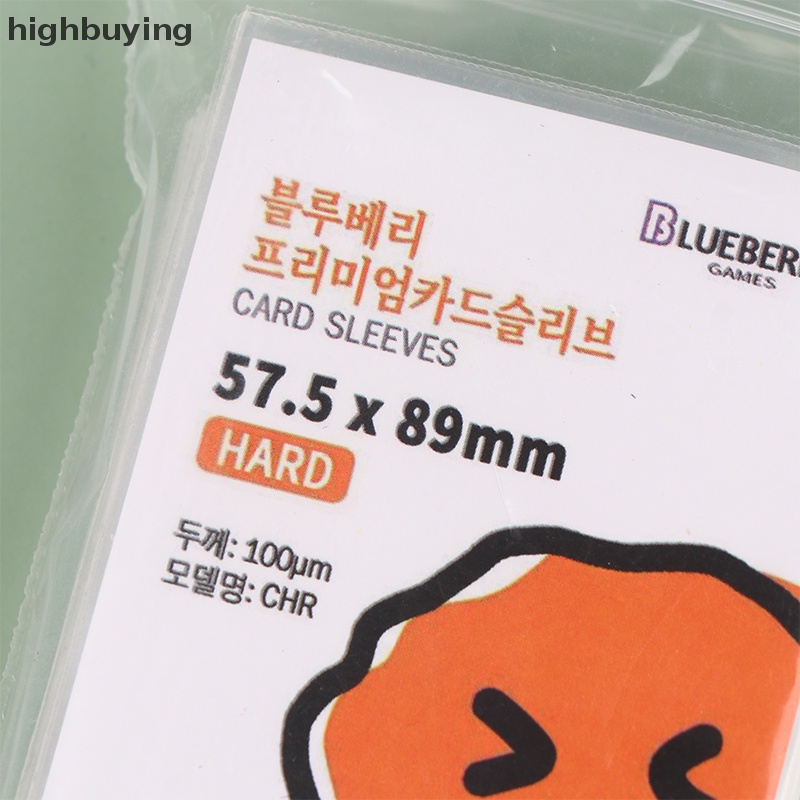 highbuying
블루베리
프리미엄카드슬리브
CARD SLEEVES
57.5 x 89mm
HARD
두께: 100µm
모델명: CHR
BLUEBER
GAMES